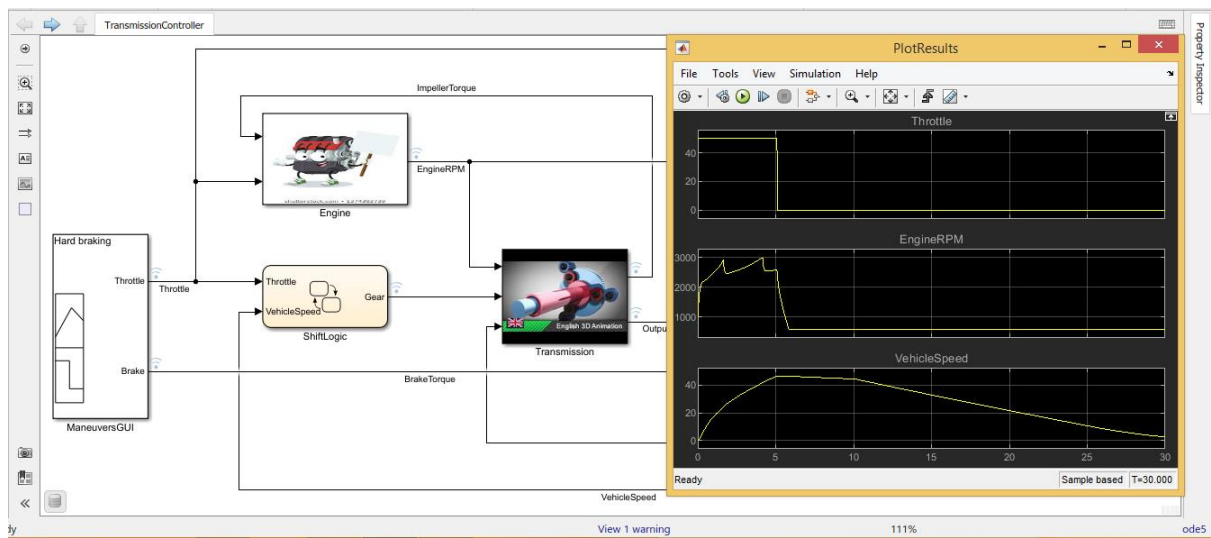 TransmissionController
PlotResults
File Tools View Simulation Help
Property Inspector
ImpellerTorque
EngineRPM
Engine
Hard braking
Throttle
Throttle
Brake
ManeuversGUI
Throttle
VehicleSpeed
Gear
ShiftLogic
English 3D Animation
Transmission
Outpu
BrakeTorque
VehicleSpeed
Throttle
40
20
0
EngineRPM
3000
2000
1000
VehicleSpeed
40
20
0
0 5 10 15 20 25 30
Ready Sample based T=30.000
dy View 1 warning 111% ode5